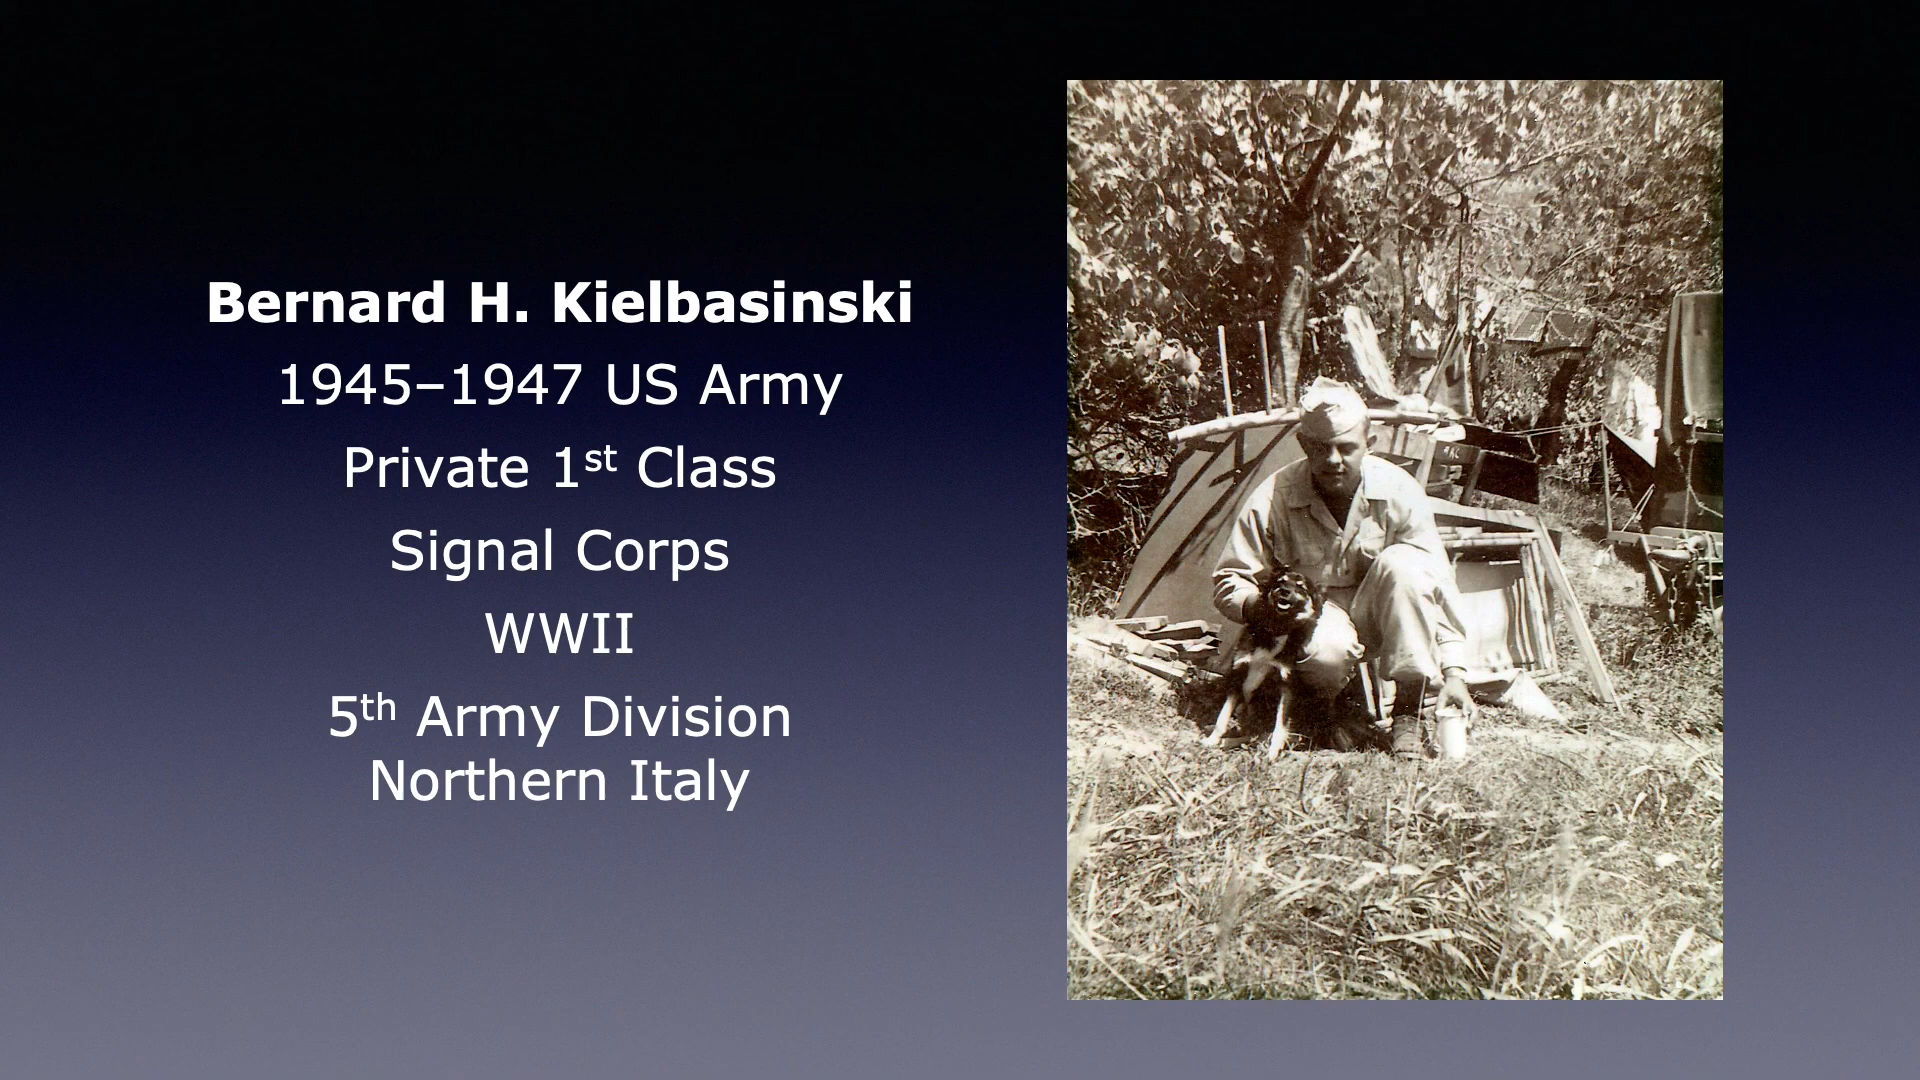 Bernard H. Kielbasinski
1945–1947 US Army
Private 1st Class
Signal Corps
WWII
5th Army Division
Northern Italy